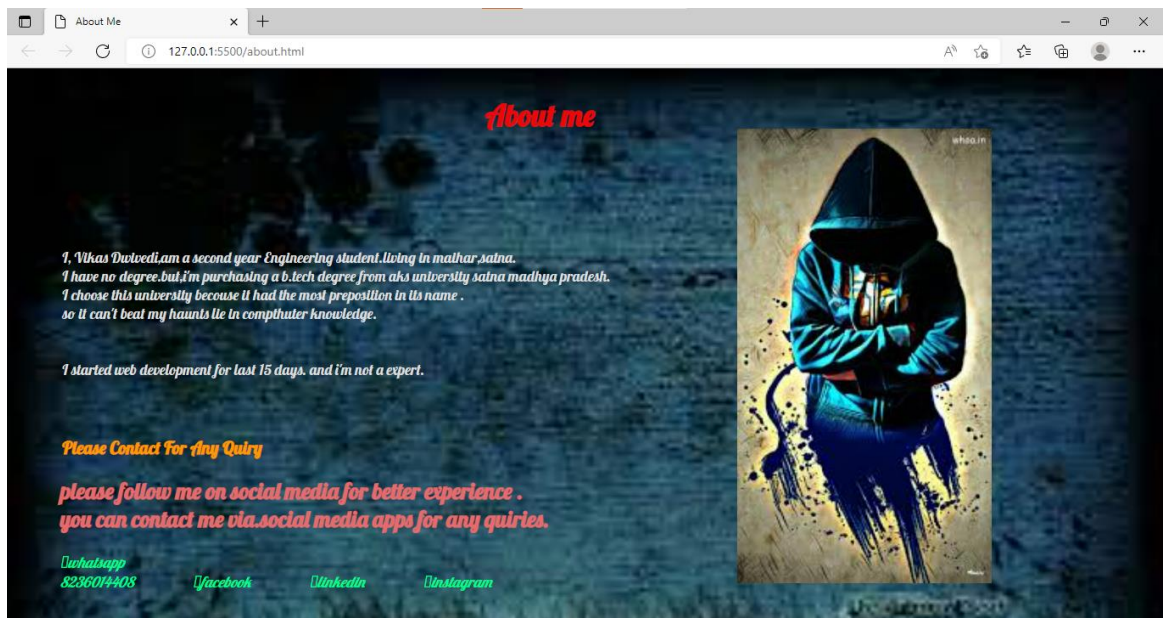 About Me
127.0.0.1:5500/about.html
About me
whoa.in
I, Vikas Dwivedi,am a second year Engineering student.living in maihar,satna.
I have no degree.but,i'm purchasing a b.tech degree from aks university satna madhya pradesh.
I choose this university becouse it had the most preposition in its name .
so it can't beat my haunts lie in compthuter knowledge.
I started web development for last 15 days. and i'm not a expert.
Please Contact For Any Quiry
please follow me on social media for better experience .
you can contact me via.social media apps for any quiries.
whatsapp
8236014408 facebook linkedin instagram